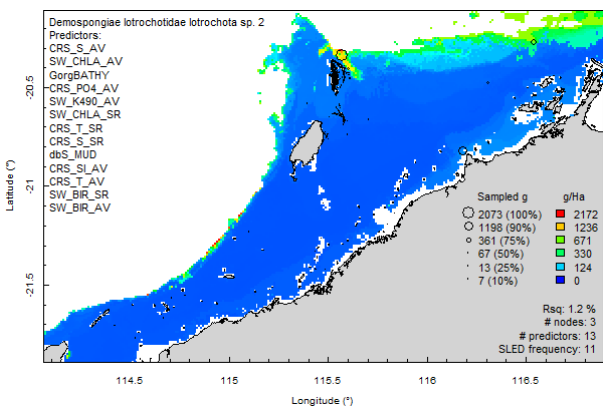 Demospongiae Iotrochotidae Iotrochota sp. 2
Predictors:
CRS_S_AV
SW_CHLA_AV
GorgBATHY
CRS_PO4_AV
SW_K490_AV
SW_CHLA_SR
CRS_T_SR
CRS_S_SR
dbS_MUD
CRS_SI_AV
CRS_T_AV
SW_BIR_SR
SW_BIR_AV
Latitude (°)
-20.5
-21
-21.5
Sampled g
2073 (100%)
1198 (90%)
361 (75%)
67 (50%)
13 (25%)
7 (10%)
g/Ha
2172
1236
671
330
124
0
Rsq: 1.2 %
# nodes: 3
# predictors: 13
SLED frequency: 11
114.5 115 115.5 116 116.5
Longitude (°)